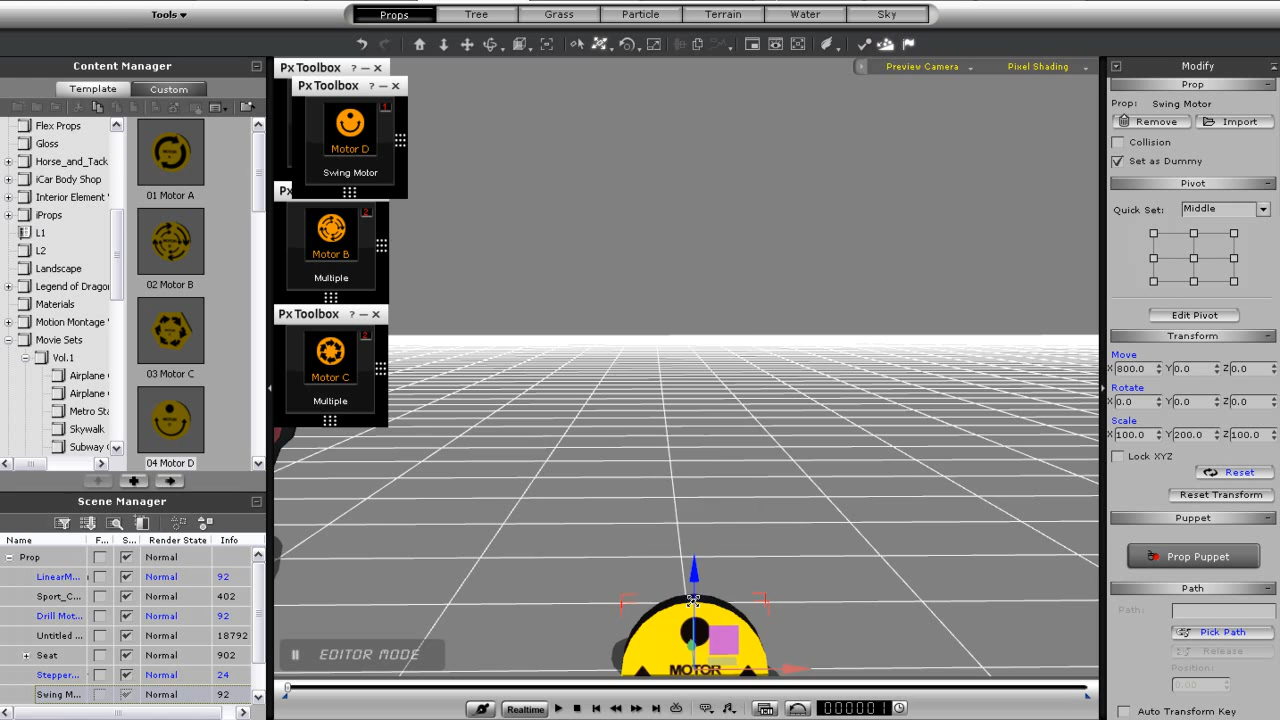 Tools
Props
Tree
Grass
Particle
Terrain
Water
Sky
Content Manager
Template
Custom
Flex Props
Gloss
Horse_and_Tack
iCar Body Shop
Interior Element
iProps
L1
L2
Landscape
Legend of Drago
Materials
Motion Montage
Movie Sets
Vol.1
Airplane
Airplane
Metro Sta
Skywalk
Subway
01 Motor A
02 Motor B
03 Motor C
04 Motor D
Px Toolbox ? – ×
Px Toolbox ? – ×
1
Motor D
Swing Motor
Px
2
Motor B
Multiple
Px Toolbox ? – ×
2
Motor C
Multiple
Preview Camera
Pixel Shading
MOTOR
EDITOR MODE
Scene Manager
Name F... S... Render State Info
Prop Normal
LinearM... Normal 92
Sport_C... Normal 402
Drill Mot... Normal 92
Untitled ... Normal 18792
Seat Normal 902
Stepper... Normal 24
Swing M... Normal 92
Realtime
000001
Modify
Prop
Prop: Swing Motor
Remove
Import
Collision
Set as Dummy
Pivot
Quick Set: Middle
Edit Pivot
Transform
Move
X 800.0 Y 0.0 Z 0.0
Rotate
X 0.0 Y 0.0 Z 0.0
Scale
X 100.0 Y 200.0 Z 100.0
Lock XYZ
Reset
Reset Transform
Puppet
Prop Puppet
Path
Path:
Pick Path
Release
Position:
0.00
Auto Transform Key